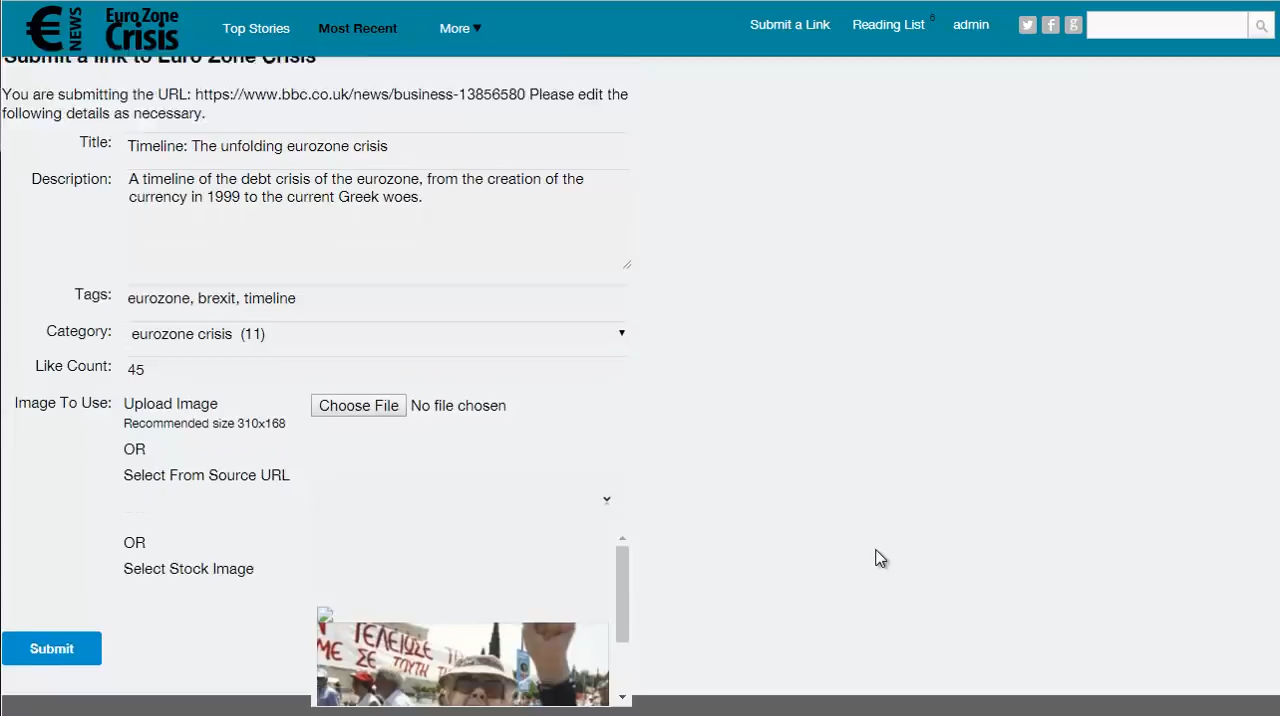 € NEWS
Euro Zone
Crisis
Top Stories
Most Recent
More ▼
Submit a Link
Reading List 6
admin
Submit a link to Euro Zone Crisis
You are submitting the URL: https://www.bbc.co.uk/news/business-13856580 Please edit the
following details as necessary.
Title: Timeline: The unfolding eurozone crisis
Description: A timeline of the debt crisis of the eurozone, from the creation of the
currency in 1999 to the current Greek woes.
Tags: eurozone, brexit, timeline
Category: eurozone crisis (11)
Like Count: 45
Image To Use: Upload Image Choose File No file chosen
Recommended size 310x168
OR
Select From Source URL
OR
Select Stock Image
ΤΕΛΕΙΩΣΕ
ΜΕ ΣΕ ΤΟΥΤΗ
Submit